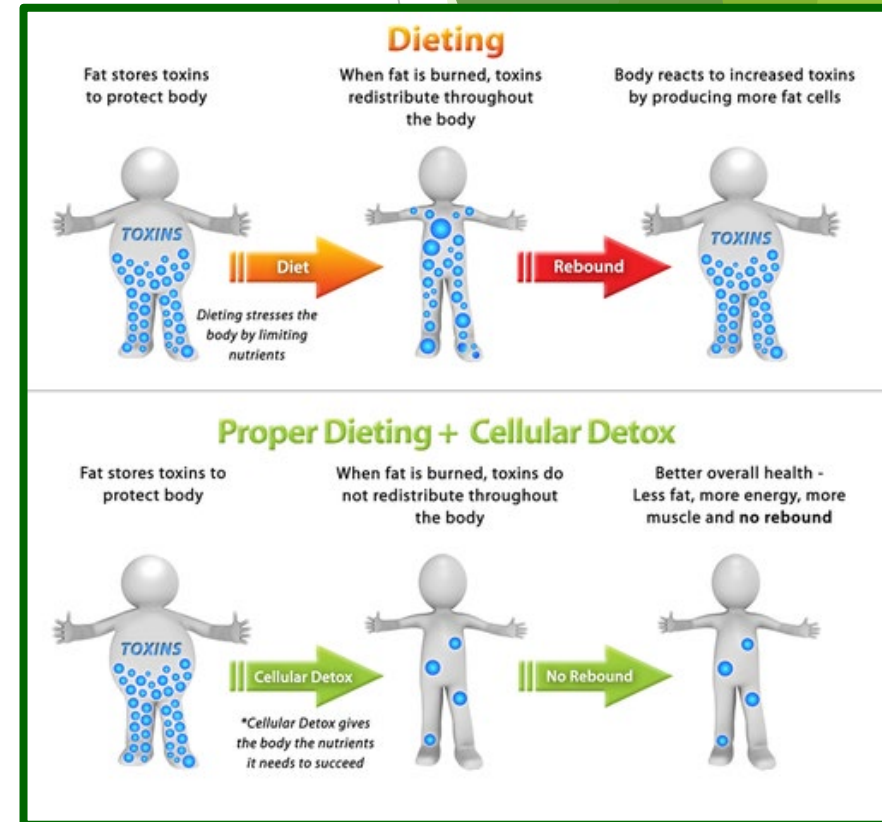 Dieting
Fat stores toxins
to protect body
When fat is burned, toxins
redistribute throughout
the body
Body reacts to increased toxins
by producing more fat cells
TOXINS
Diet
Dieting stresses the
body by limiting
nutrients
Rebound
TOXINS
Proper Dieting + Cellular Detox
Fat stores toxins to
protect body
When fat is burned, toxins do
not redistribute throughout
the body
Better overall health -
Less fat, more energy, more
muscle and no rebound
TOXINS
Cellular Detox
*Cellular Detox gives
the body the nutrients
it needs to succeed
No Rebound